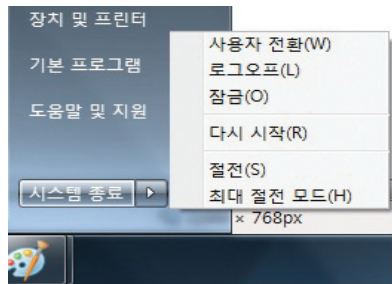 장치 및 프린터
기본 프로그램
도움말 및 지원
시스템 종료
사용자 전환(W)
로그오프(L)
잠금(O)
다시 시작(R)
절전(S)
최대 절전 모드(H)
× 768px